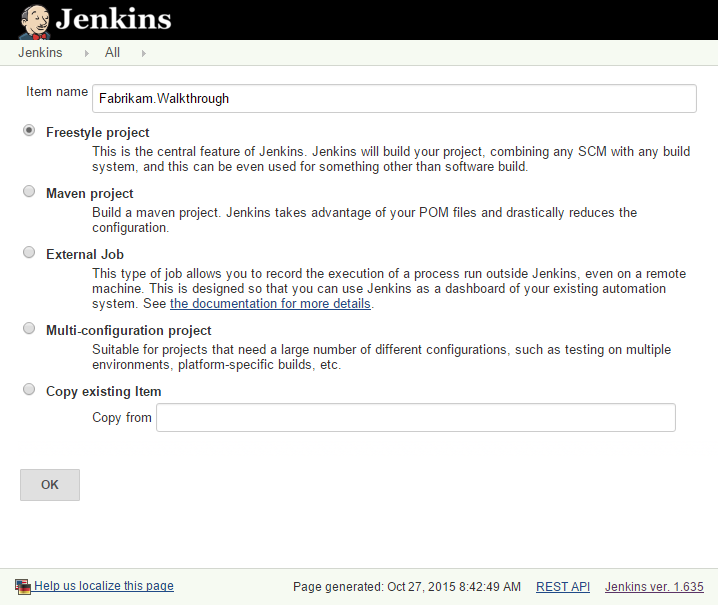 Jenkins
Jenkins All
Item name Fabrikam.Walkthrough
Freestyle project
This is the central feature of Jenkins. Jenkins will build your project, combining any SCM with any build
system, and this can be even used for something other than software build.
Maven project
Build a maven project. Jenkins takes advantage of your POM files and drastically reduces the
configuration.
External Job
This type of job allows you to record the execution of a process run outside Jenkins, even on a remote
machine. This is designed so that you can use Jenkins as a dashboard of your existing automation
system. See the documentation for more details.
Multi-configuration project
Suitable for projects that need a large number of different configurations, such as testing on multiple
environments, platform-specific builds, etc.
Copy existing Item
Copy from
OK
Help us localize this page Page generated: Oct 27, 2015 8:42:49 AM REST API Jenkins ver. 1.635